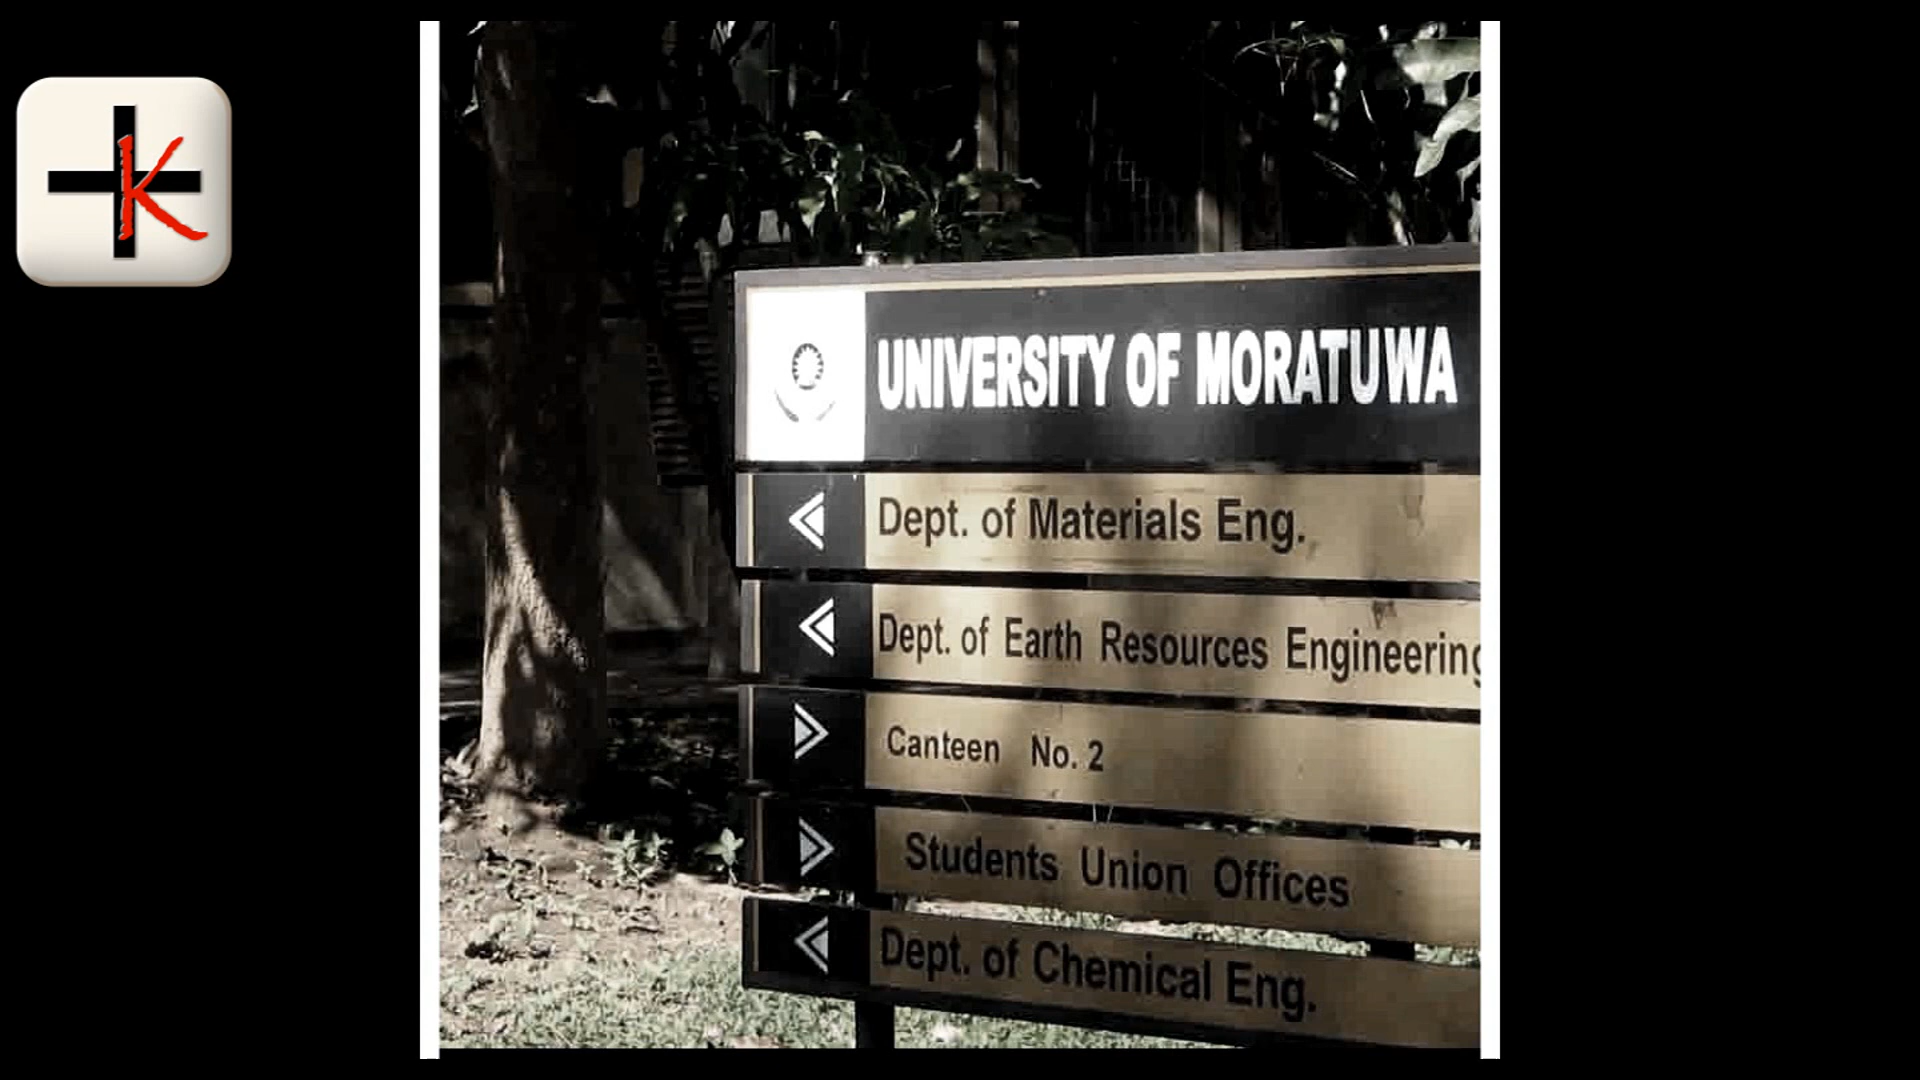 K
UNIVERSITY OF MORATUWA
Dept. of Materials Eng.
Dept. of Earth Resources Engineering
Canteen No. 2
Students Union Offices
Dept. of Chemical Eng.